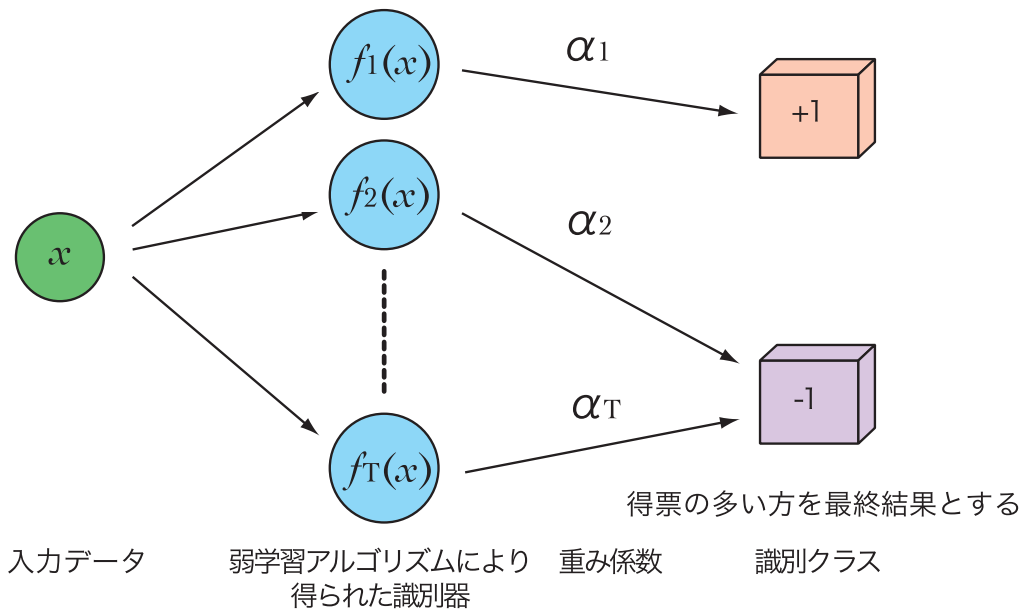 f1(x)
α1
+1
f2(x)
α2
x
αT
-1
fT(x)
得票の多い方を最終結果とする
入力データ
弱学習アルゴリズムにより
得られた識別器
重み係数
識別クラス